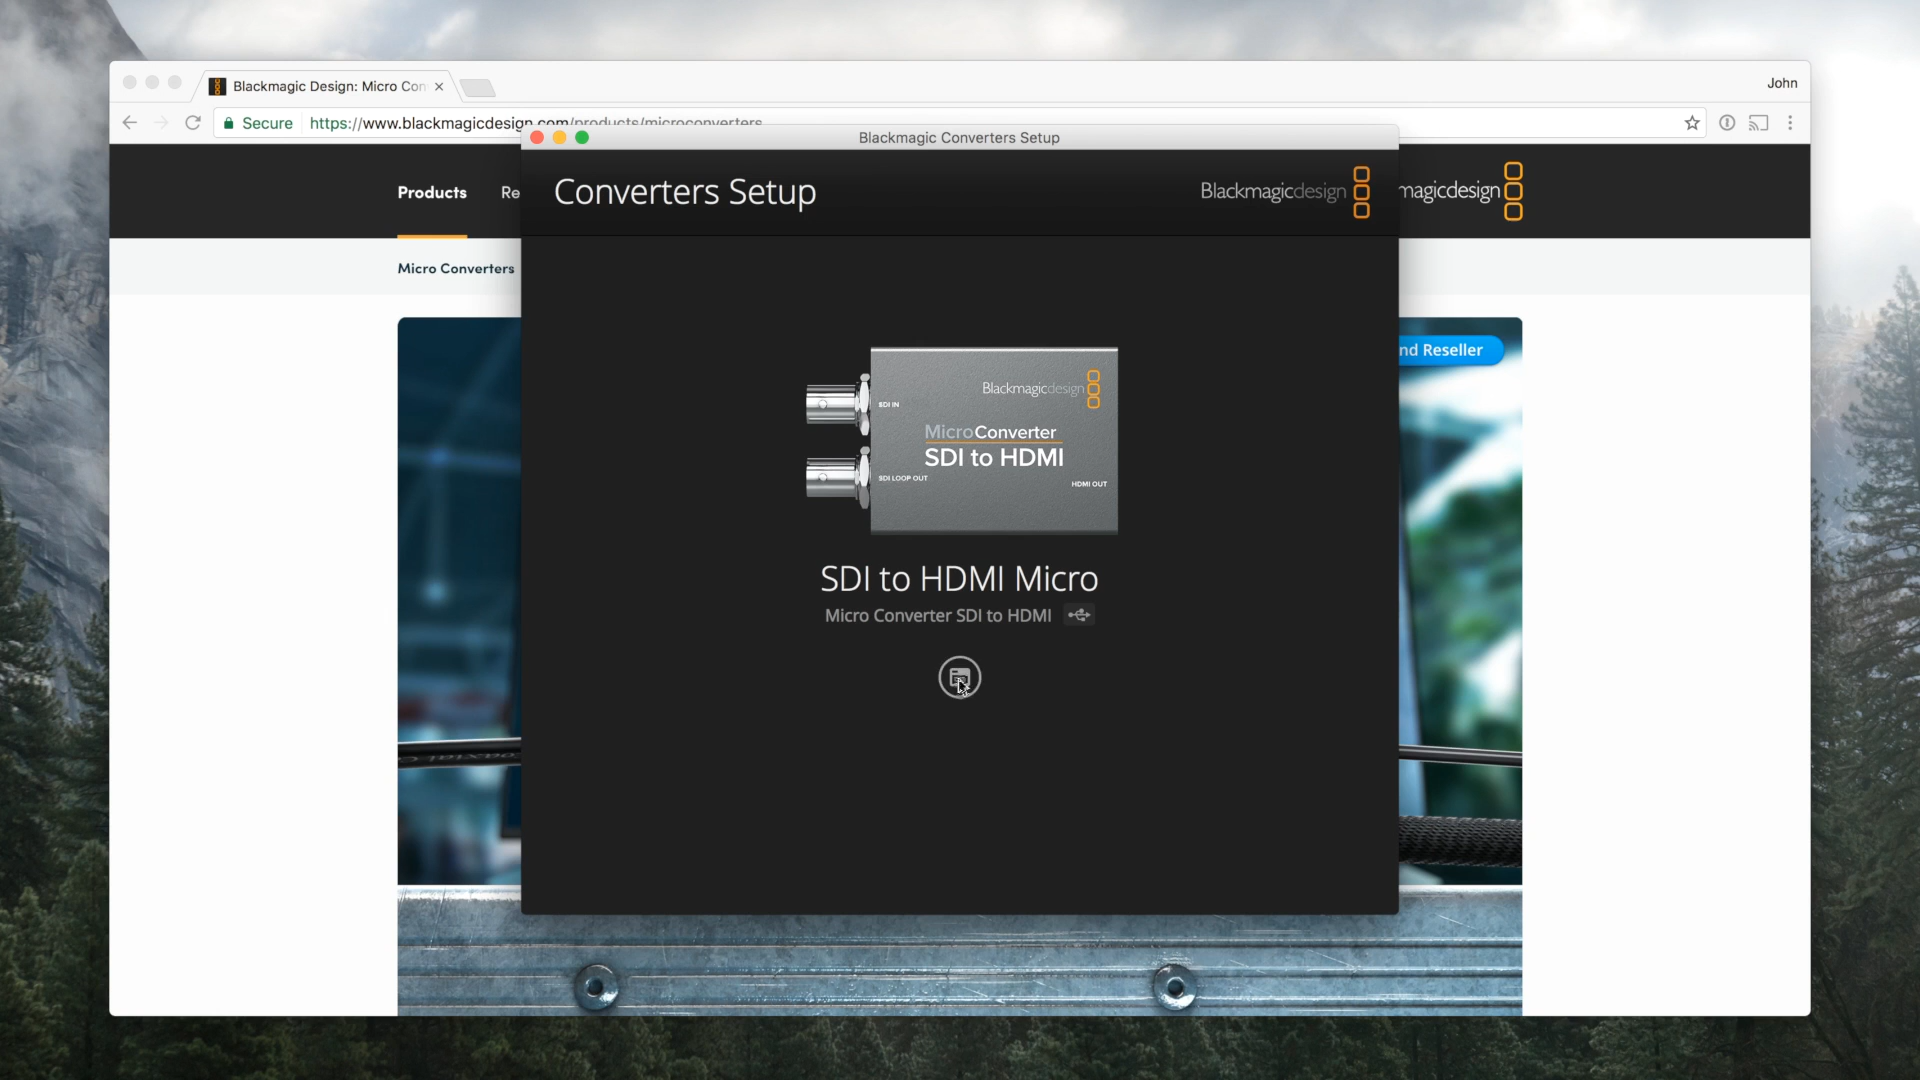 Blackmagic Design: Micro Con
John
Secure
https://www.blackmagicdesign.com/products/microconverters
Blackmagic Converters Setup
Products
Re
Converters Setup
Blackmagicdesign
magicdesign
Micro Converters
nd Reseller
Blackmagicdesign
SDI IN
MicroConverter
SDI to HDMI
SDI LOOP OUT
HDMI OUT
SDI to HDMI Micro
Micro Converter SDI to HDMI